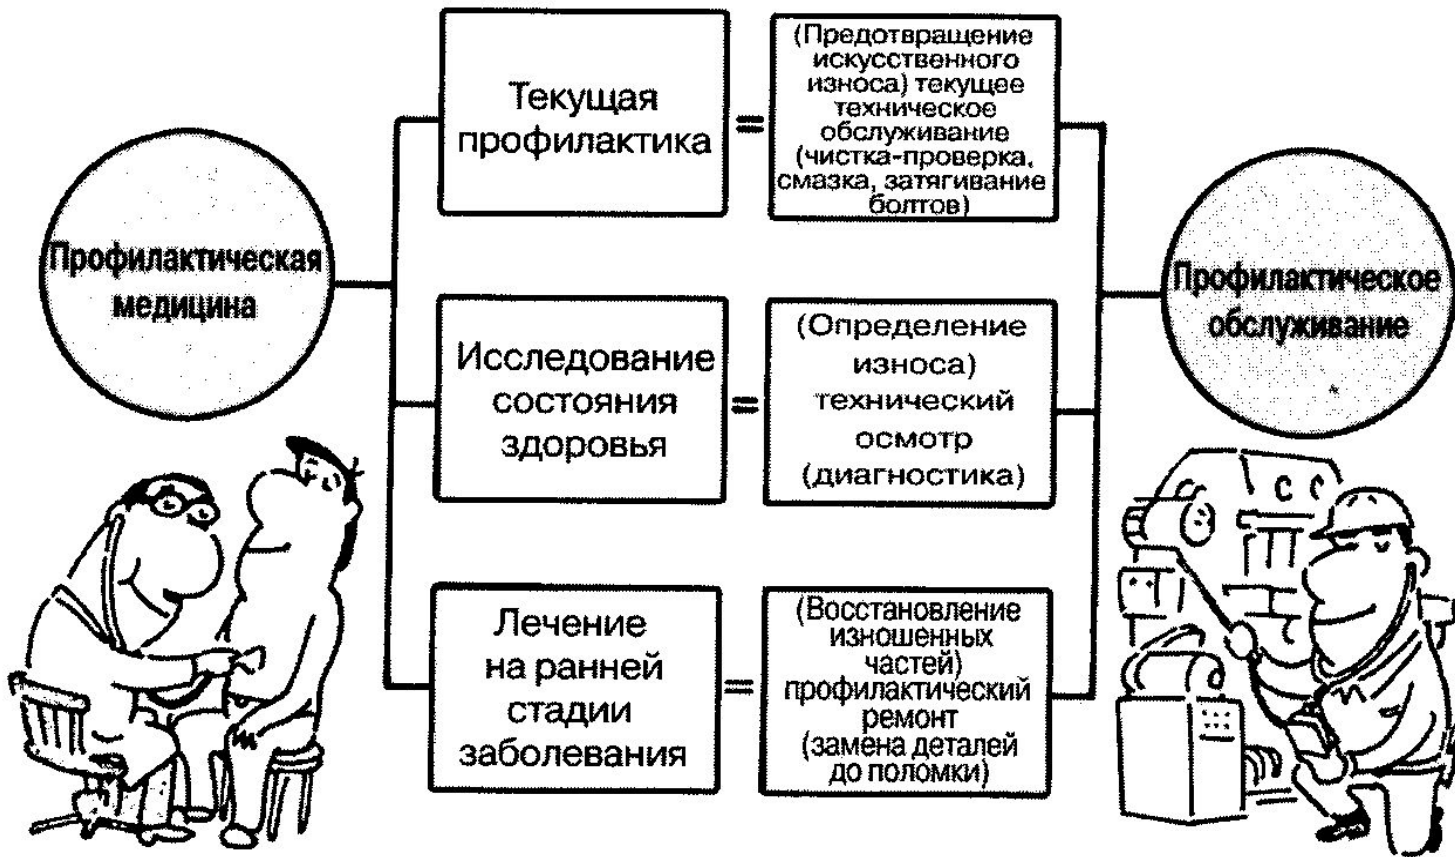 Профилактическая
медицина
Текущая
профилактика
=
(Предотвращение
искусственного
износа) текущее
техническое
обслуживание
(чистка-проверка,
смазка, затягивание
болтов)
Исследование
состояния
здоровья
=
(Определение
износа)
технический
осмотр
(диагностика)
Лечение
на ранней
стадии
заболевания
=
(Восстановление
изношенных
частей)
профилактический
ремонт
(замена деталей
до поломки)
Профилактическое
обслуживание